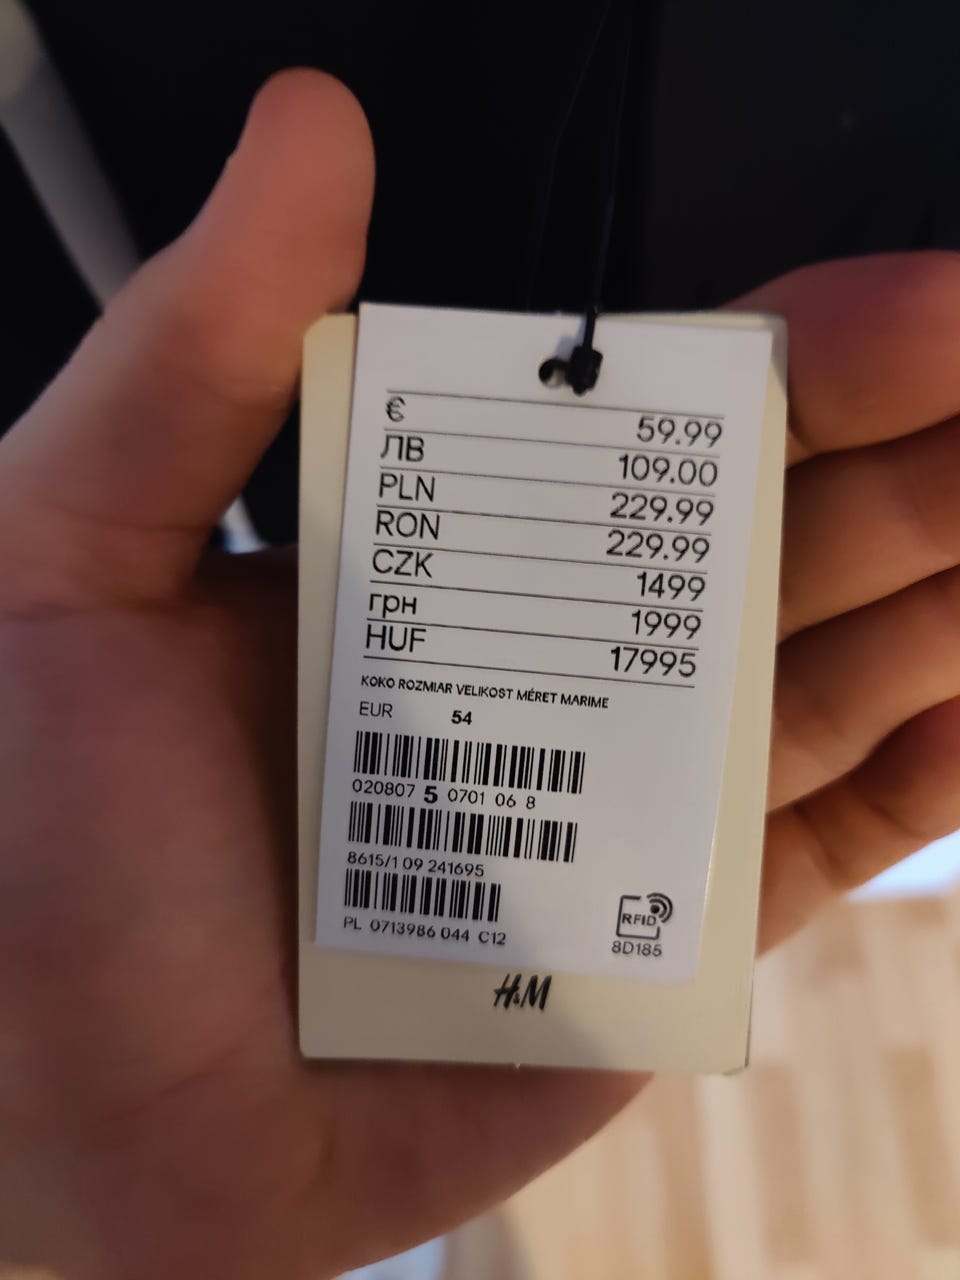 € 59.99
ЛВ 109.00
PLN 229.99
RON 229.99
CZK 1499
грн 1999
HUF 17995
KOKO ROZMIAR VELIKOST MÉRET MARIME
EUR 54
020807 5 0701 06 8
8615/1 09 241695
PL 0713986 044 C12
RFID
8D185
H&M